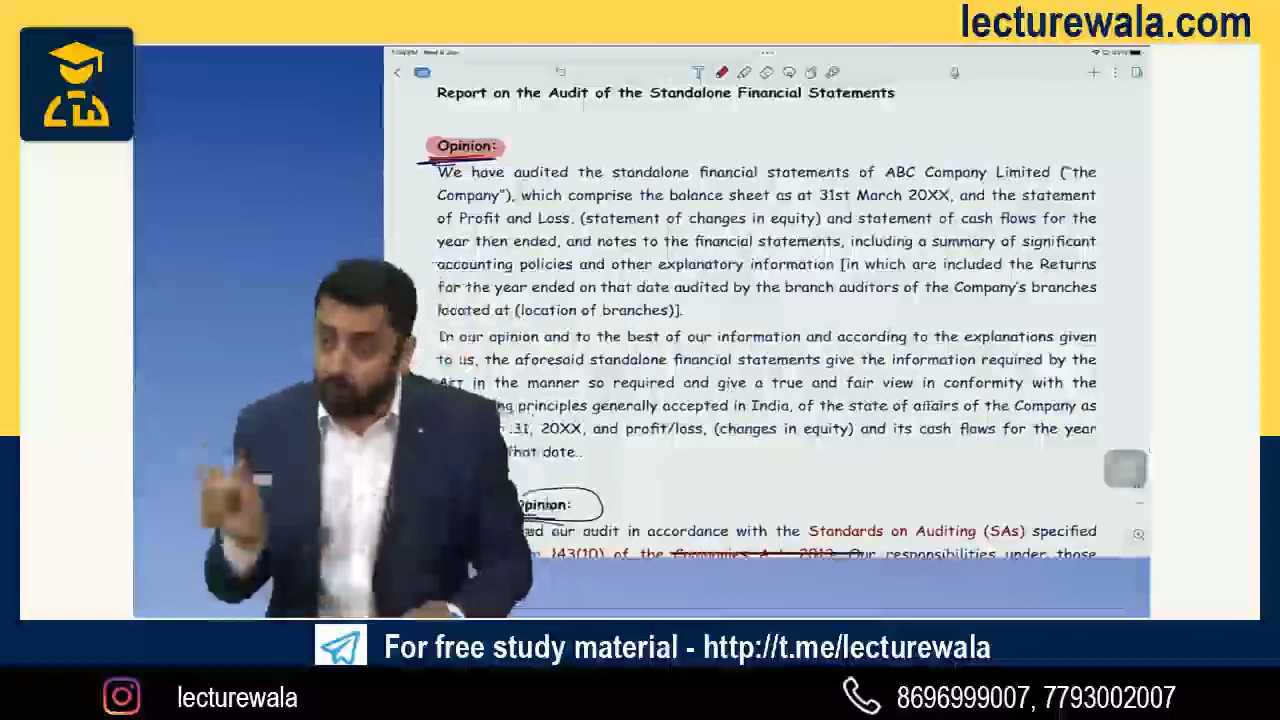 lecturewala.com
Report on the Audit of the Standalone Financial Statements
Opinion:
We have audited the standalone financial statements of ABC Company Limited ("the
Company"), which comprise the balance sheet as at 31st March 20XX, and the statement
of Profit and Loss, (statement of changes in equity) and statement of cash flows for the
year then ended, and notes to the financial statements, including a summary of significant
accounting policies and other explanatory information [in which are included the Returns
for the year ended on that date audited by the branch auditors of the Company's branches
located at (location of branches)].
In our opinion and to the best of our information and according to the explanations given
to us, the aforesaid standalone financial statements give the information required by the
Act in the manner so required and give a true and fair view in conformity with the
principles generally accepted in India, of the state of affairs of the Company as
31, 20XX, and profit/loss, (changes in equity) and its cash flows for the year
that date..
Opinion:
our audit in accordance with the Standards on Auditing (SAs) specified
143(10) of the Companies Act, 2013. Our responsibilities under those
For free study material - http://t.me/lecturewala
lecturewala
8696999007, 7793002007